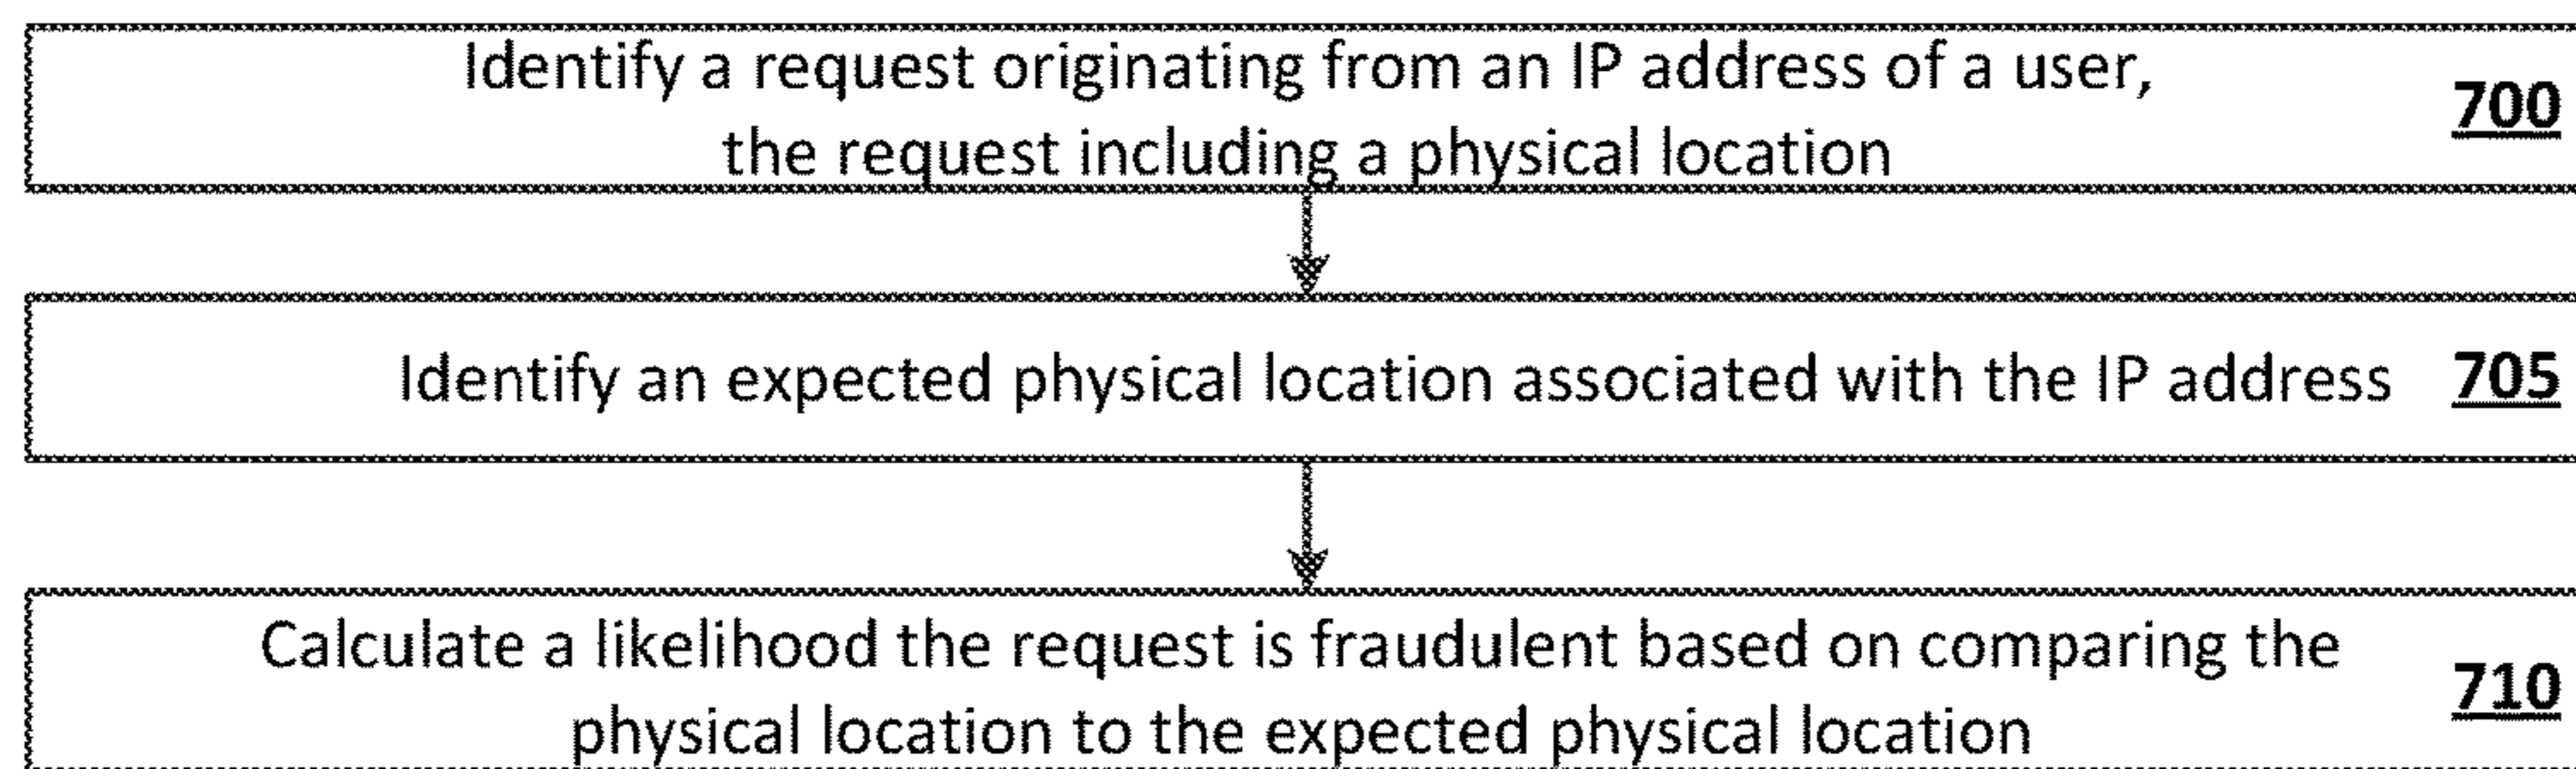 Identify a request originating from an IP address of a user,
the request including a physical location
700
Identify an expected physical location associated with the IP address 705
Calculate a likelihood the request is fraudulent based on comparing the
physical location to the expected physical location
710